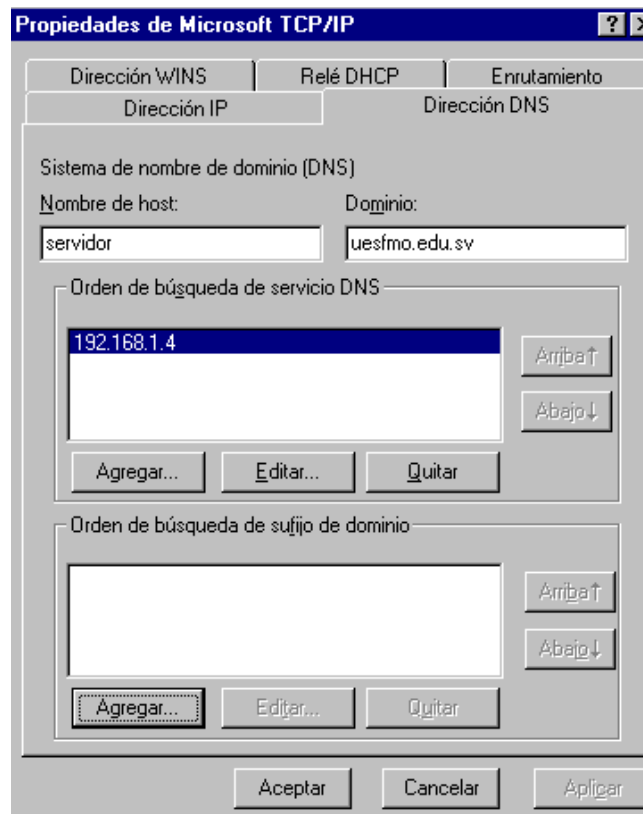 Propiedades de Microsoft TCP/IP ? X
Dirección WINS Relé DHCP Enrutamiento
Dirección IP Dirección DNS
Sistema de nombre de dominio (DNS)
Nombre de host: Dominio:
servidor uesfmo.edu.sv
Orden de búsqueda de servicio DNS
192.168.1.4
Arriba↑
Abajo↓
Agregar... Editar... Quitar
Orden de búsqueda de sufijo de dominio
Arriba↑
Abajo↓
Agregar... Editar... Quitar
Aceptar Cancelar Aplicar